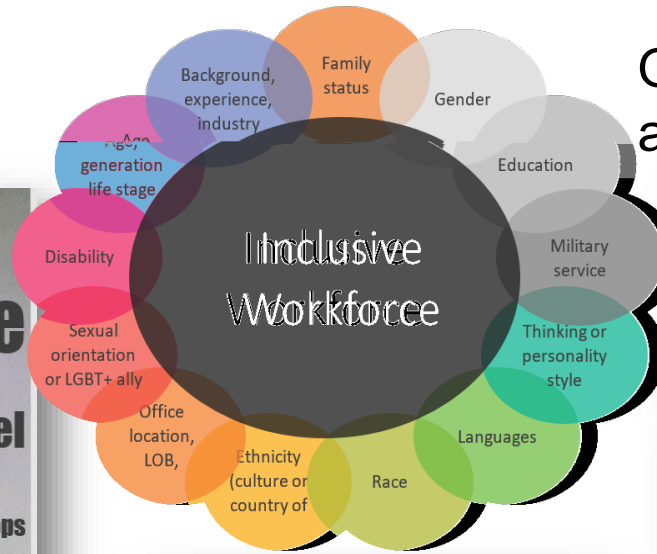 Family
status
Gender
Education
Military
service
Thinking or
personality
style
Languages
Race
Ethnicity
(culture or
country of
Office
location,
LOB,
Sexual
orientation
or LGBT+ ally
Disability
Age
generation
life stage
Background,
experience,
industry
Inclusive
Workforce